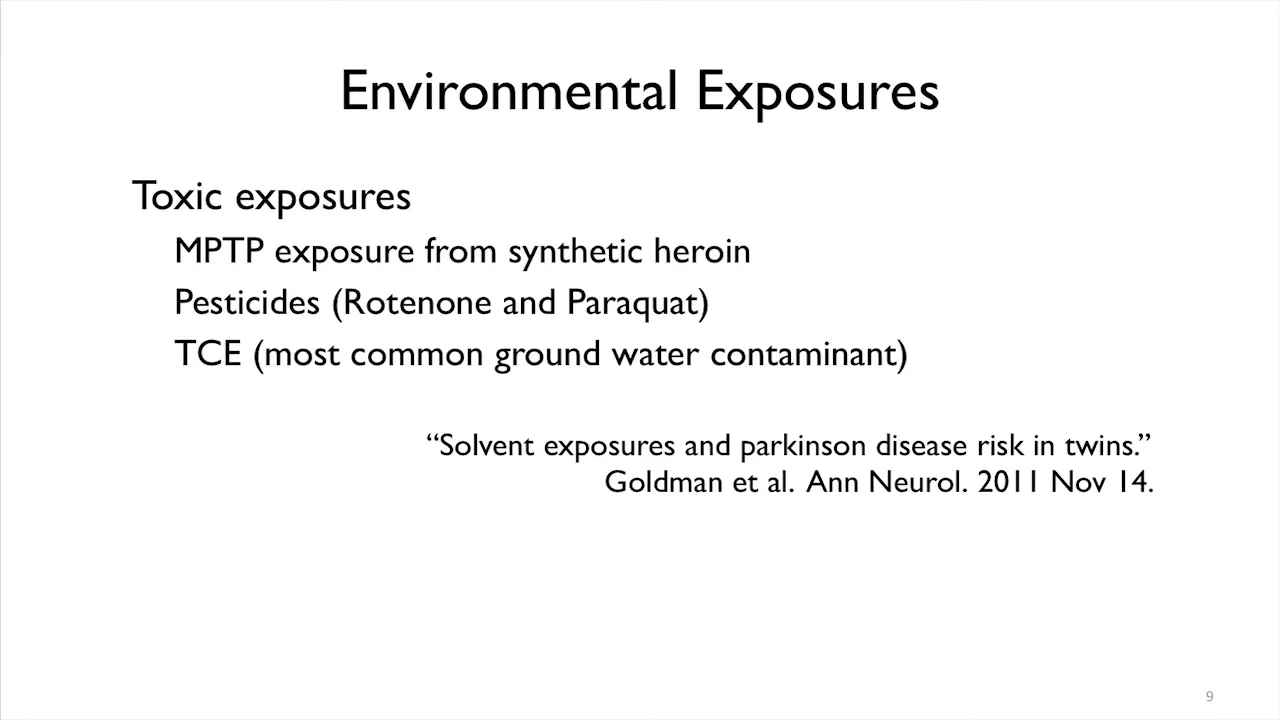 Environmental Exposures
Toxic exposures
MPTP exposure from synthetic heroin
Pesticides (Rotenone and Paraquat)
TCE (most common ground water contaminant)
“Solvent exposures and parkinson disease risk in twins.”
Goldman et al. Ann Neurol. 2011 Nov 14.
9